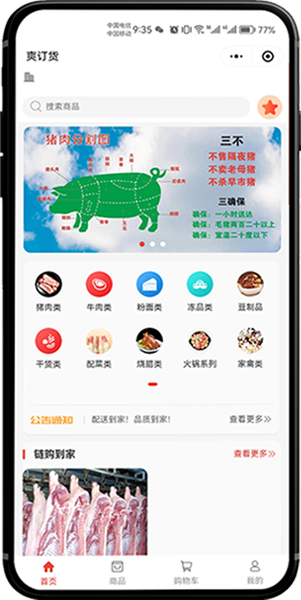 中国电信
中国移动
9:35
77%
爽订货
搜索商品
猪肉分割图
三不
不售隔夜猪
不卖老母猪
不杀早市猪
三确保
确保：一小时送达
确保：毛猪两百二十以上
确保：室温二十度以下
猪肉类
牛肉类
粉面类
冻品类
豆制品
干货类
配菜类
烧腊类
火锅系列
家禽类
公告通知
配送到家！品质到家！
查看更多>>
链购到家
查看更多>>
首页
商品
购物车
我的